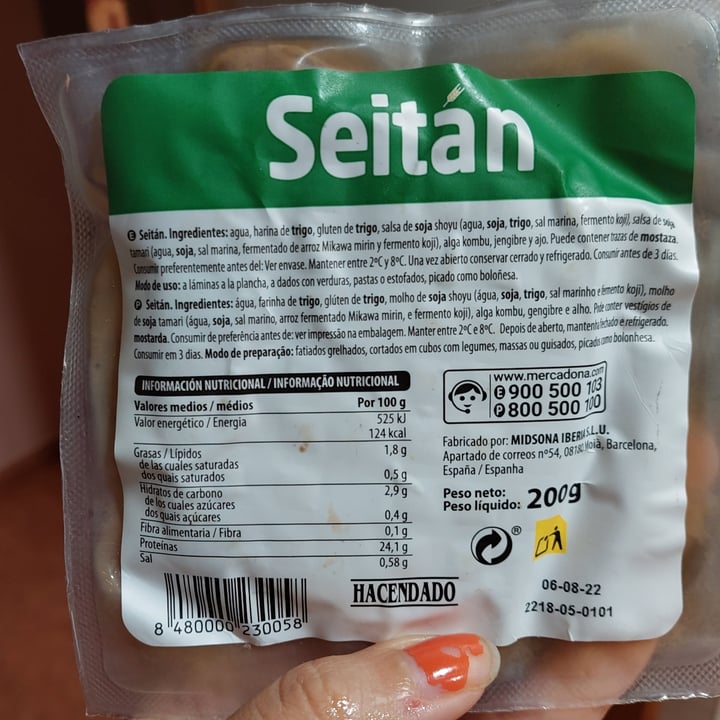 Seitán
E Seitán. Ingredientes: agua, harina de trigo, gluten de trigo, salsa de soja shoyu (agua, soja, trigo, sal marina, fermento koji), salsa de soja
tamari (agua, soja, sal marina, fermentado de arroz Mikawa mirin y fermento koji), alga kombu, jengibre y ajo. Puede contener trazas de mostaza.
Consumir preferentemente antes del: Ver envase. Mantener entre 2ºC y 8ºC. Una vez abierto conservar cerrado y refrigerado. Consumir antes de 3 días.
Modo de uso: a láminas a la plancha, a dados con verduras, pastas o estofados, picado como boloñesa.
P Seitán. Ingredientes: água, farinha de trigo, glúten de trigo, molho de soja shoyu (água, soja, trigo, sal marinho e fermento koji), molho
de soja tamari (água, soja, sal marino, arroz fermentado Mikawa mirin, e fermento koji), alga kombu, gengibre e alho. Pode conter vestígios de
mostarda. Consumir de preferência antes de: ver impressão na embalagem. Manter entre 2ºC e 8ºC. Depois de aberto, mantenha fechado e refrigerado.
Consumir em 3 dias. Modo de preparação: fatiados grelhados, cortados em cubos com legumes, massas ou guisados, picados como bolonhesa.
INFORMACIÓN NUTRICIONAL / INFORMAÇÃO NUTRICIONAL
Valores medios / médios Por 100 g
Valor energético / Energia 525 kJ
124 kcal
Grasas / Lípidos 1,8 g
de las cuales saturadas
dos quais saturados 0,5 g
Hidratos de carbono 2,9 g
de los cuales azúcares
dos quais açúcares 0,4 g
Fibra alimentaria / Fibra 0,1 g
Proteínas 24,1 g
Sal 0,58 g
www.mercadona.com
E 900 500 103
P 800 500 100
Fabricado por: MIDSONA IBERIA S.L.U.
Apartado de correos nº54, 08180 Moià, Barcelona,
España / Espanha
Peso neto:
Peso líquido: 200g
®
HACENDADO
8 480000 230058
06-08-22
2218-05-0101